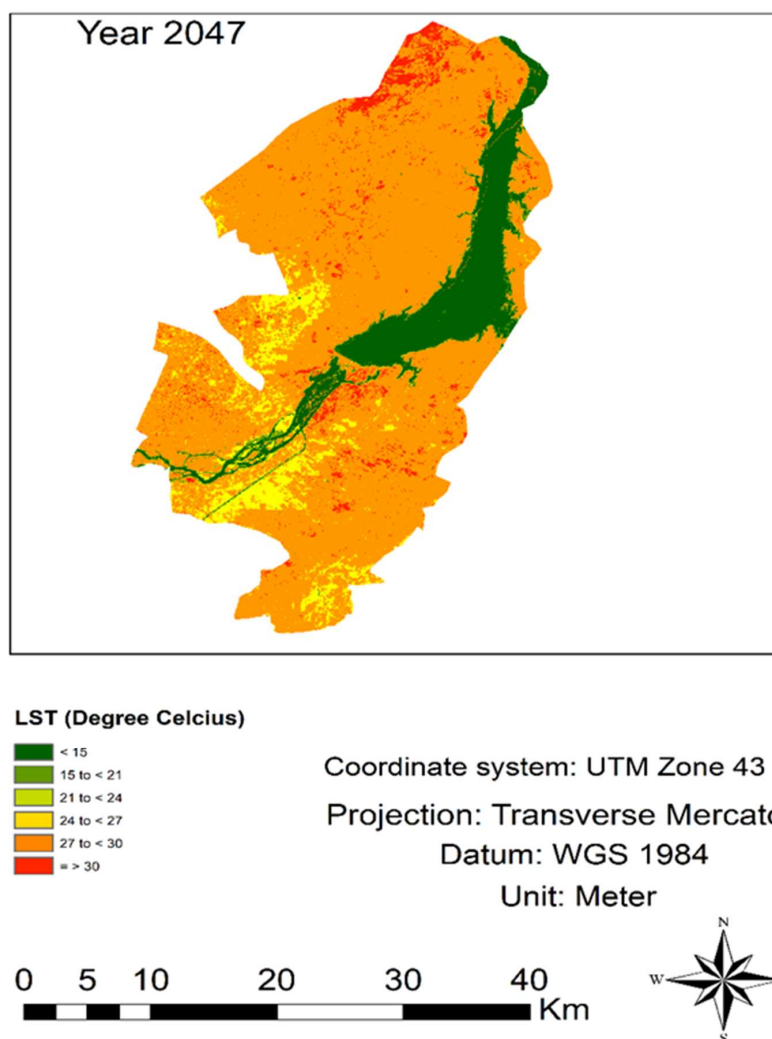 Year 2047
LST (Degree Celcius)
< 15
15 to < 21
21 to < 24
24 to < 27
27 to < 30
= > 30
Coordinate system: UTM Zone 43
Projection: Transverse Mercato
Datum: WGS 1984
Unit: Meter
0 5 10 20 30 40
Km
N
W
S